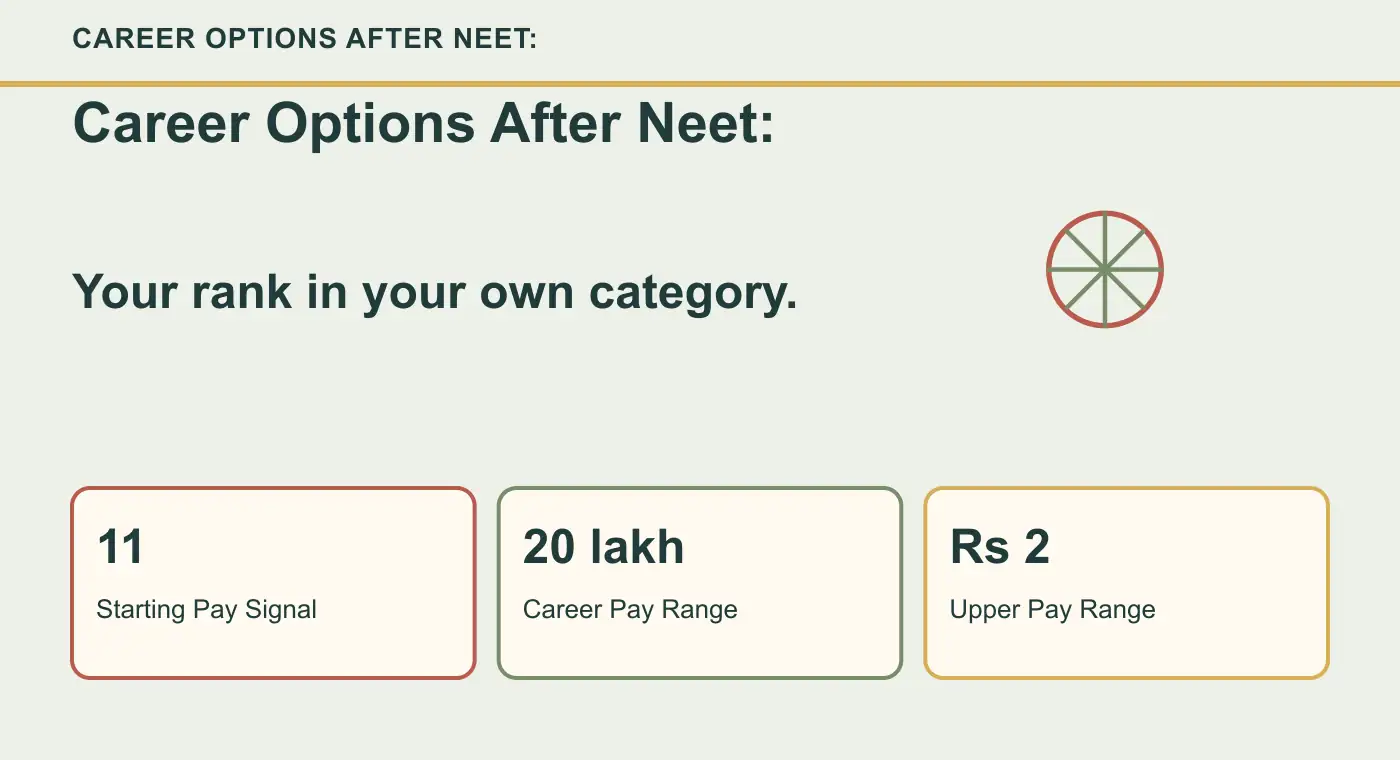 CAREER OPTIONS AFTER NEET:
Career Options After Neet:
Your rank in your own category.
11
Starting Pay Signal
20 lakh
Career Pay Range
Rs 2
Upper Pay Range